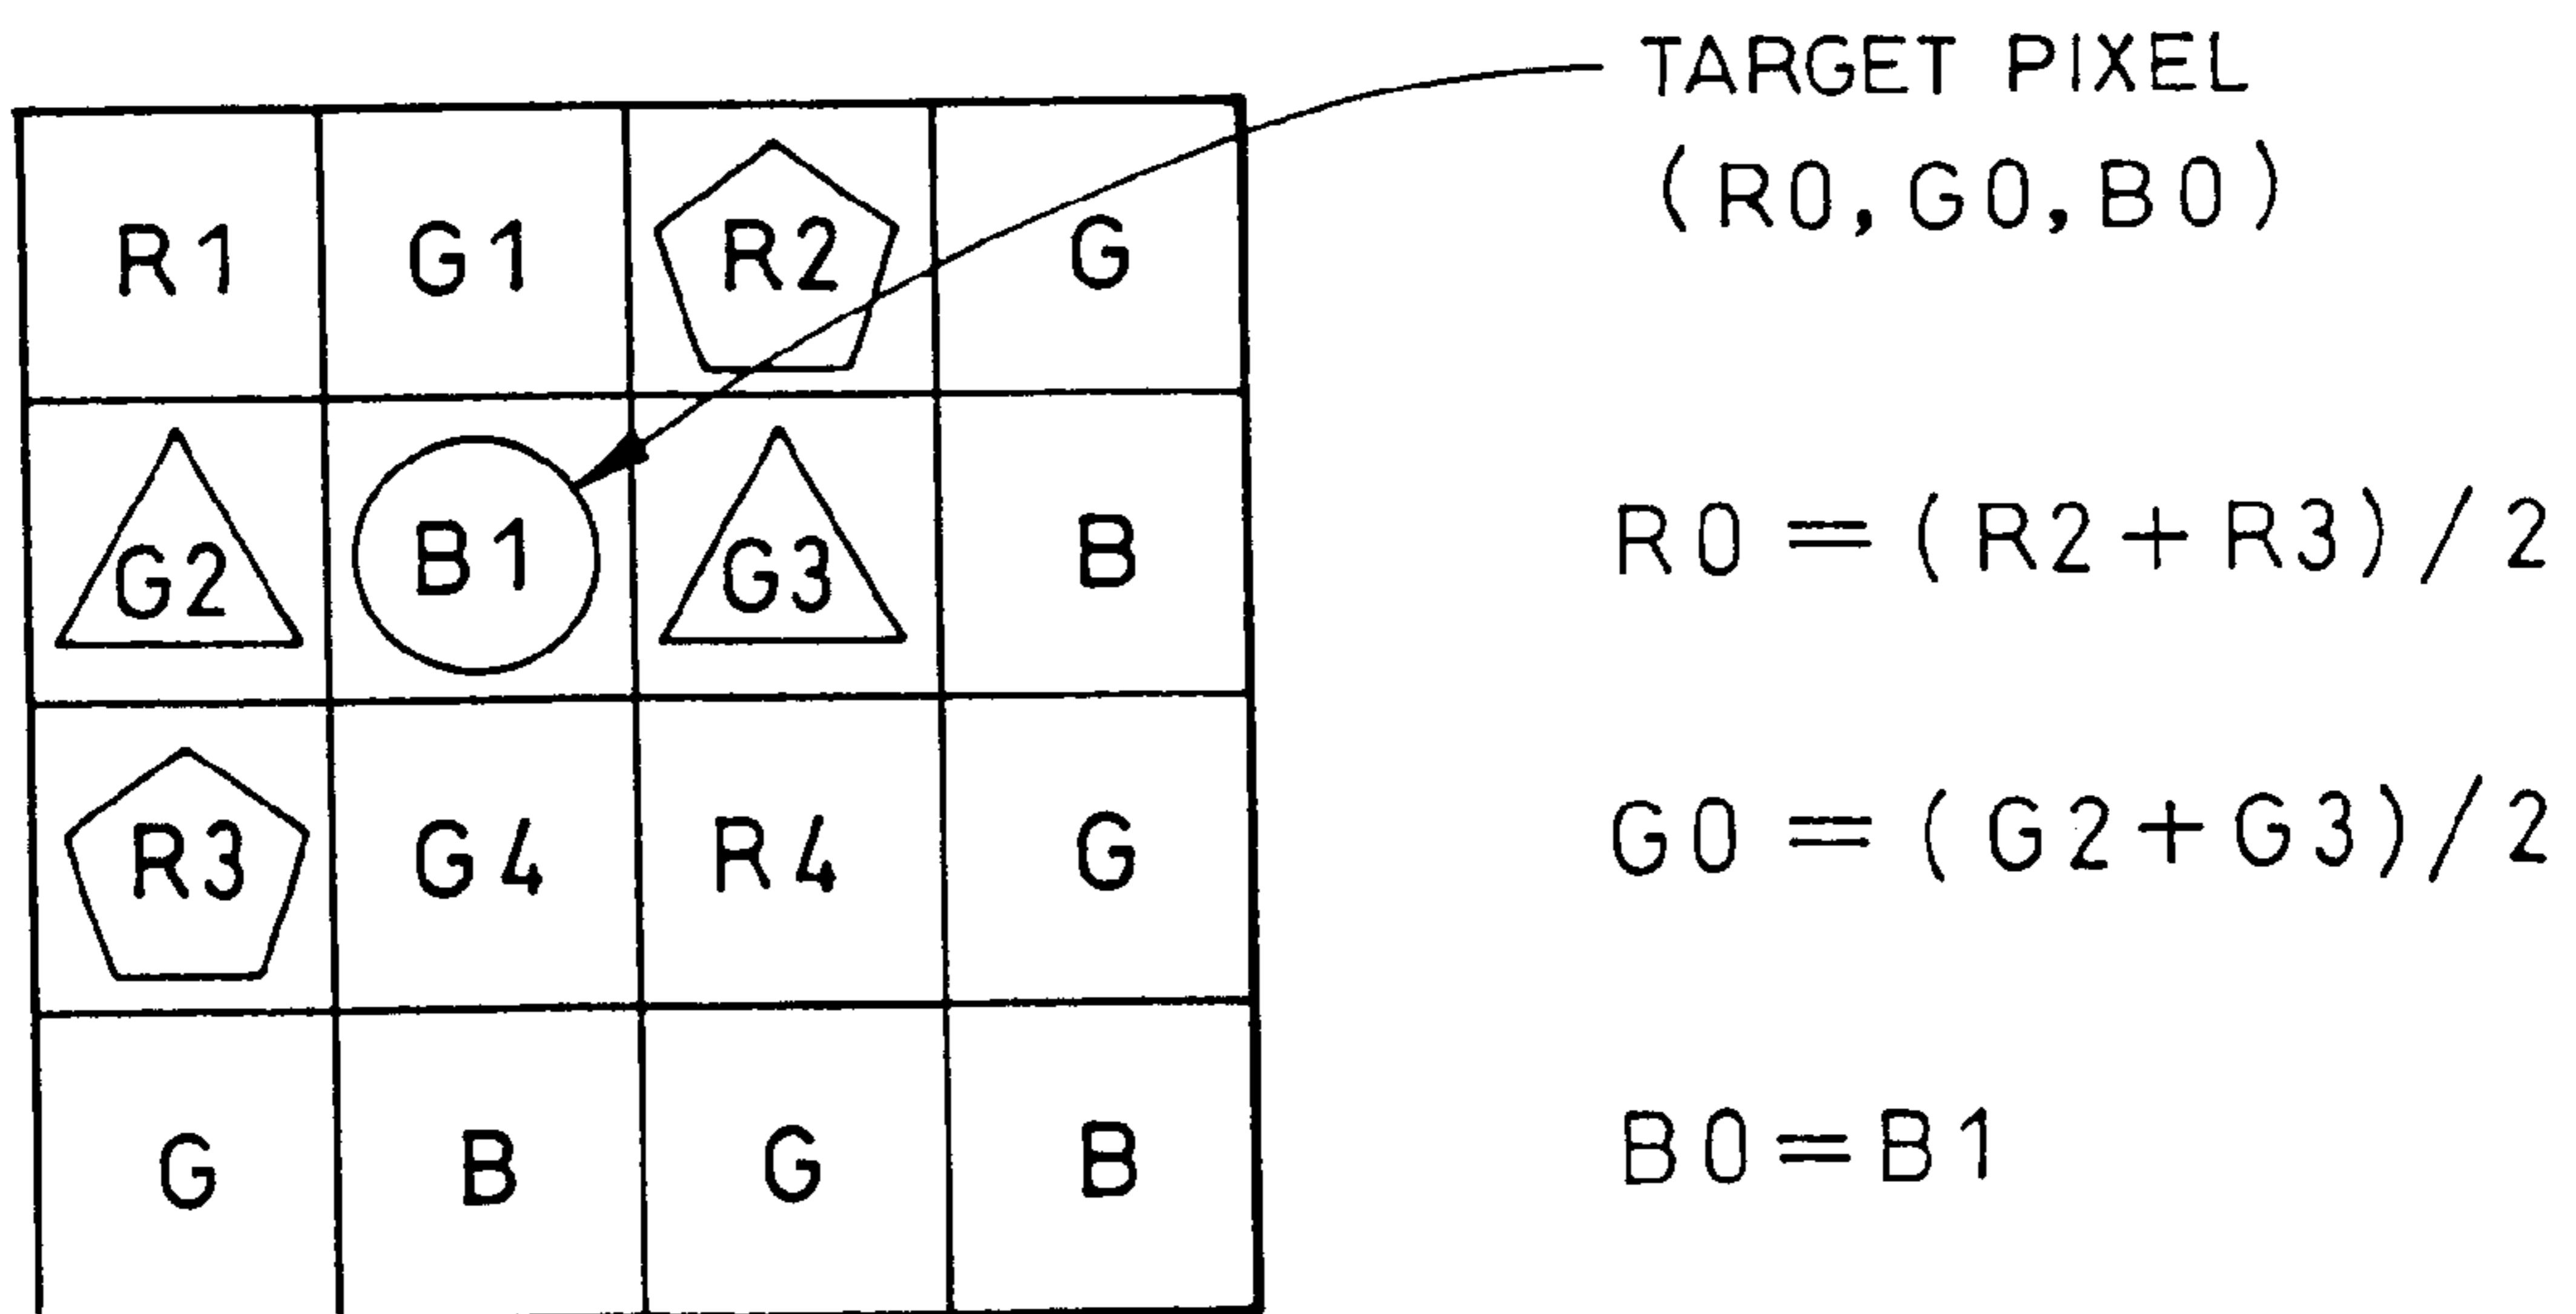 TARGET PIXEL
(R0, G0, B0)
R1 G1 R2 G
G2 B1 G3 B
R0 = (R2+R3)/2
R3 G4 R4 G
G0 = (G2+G3)/2
G B G B
B0 = B1